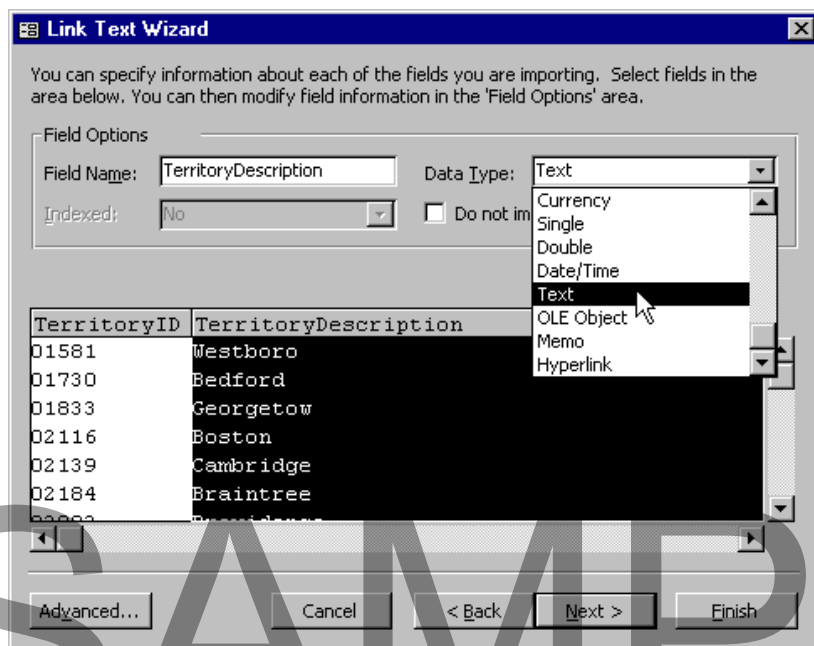 Link Text Wizard
You can specify information about each of the fields you are importing.  Select fields in the
area below. You can then modify field information in the 'Field Options' area.
Field Options
Field Name: TerritoryDescription Data Type: Text
Indexed: No Do not im
Currency
Single
Double
Date/Time
Text
OLE Object
Memo
Hyperlink
TerritoryID TerritoryDescription
01581 Westboro
01730 Bedford
01833 Georgetow
02116 Boston
02139 Cambridge
02184 Braintree
Advanced... Cancel < Back Next > Finish
SAMP